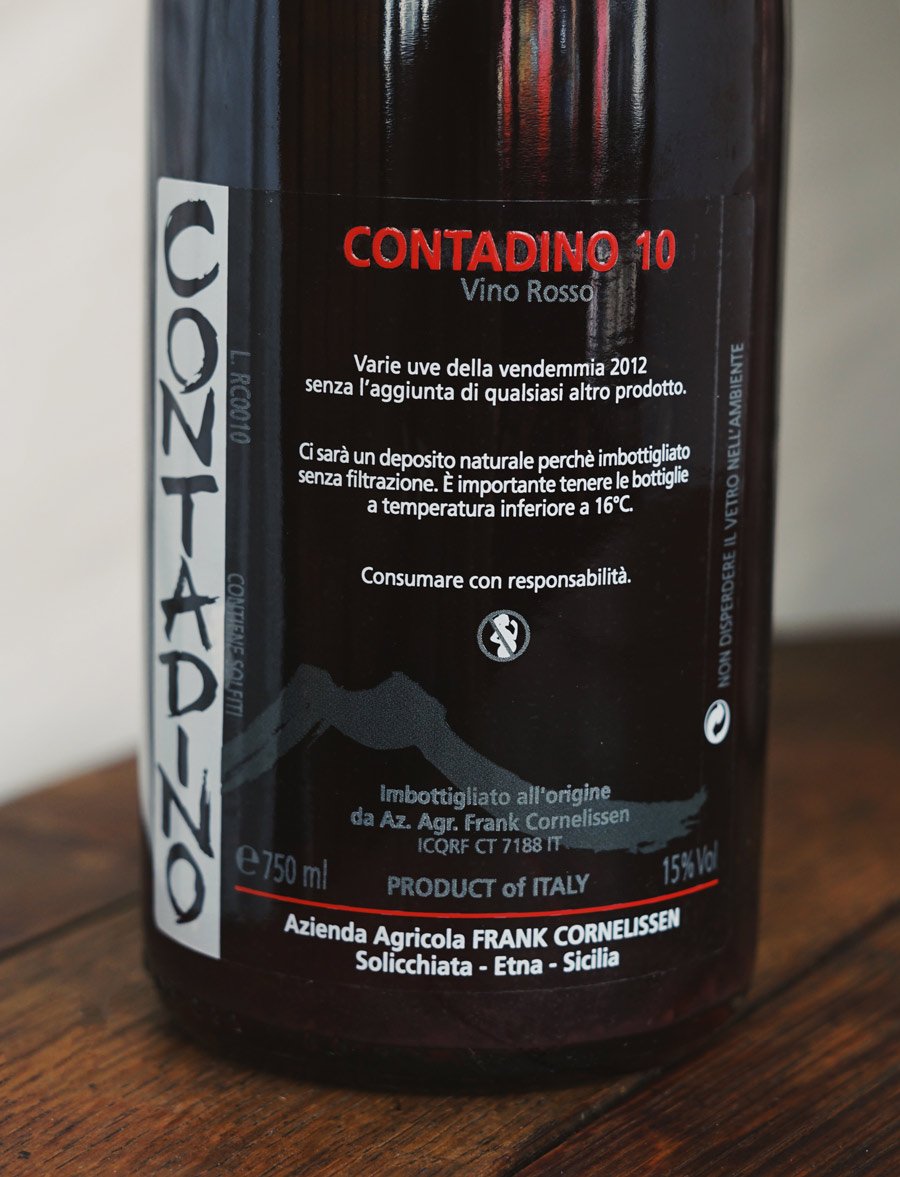 CONTADINO
L. RC0010
CONTIENE SOLFITI
CONTADINO 10
Vino Rosso
Varie uve della vendemmia 2012
senza l'aggiunta di qualsiasi altro prodotto.
Ci sarà un deposito naturale perchè imbottigliato
senza filtrazione. È importante tenere le bottiglie
a temperatura inferiore a 16°C.
Consumare con responsabilità.
NON DISPERDERE IL VETRO NELL'AMBIENTE
Imbottigliato all'origine
da Az. Agr. Frank Cornelissen
ICQRF CT 7188 IT
℮ 750 ml
PRODUCT of ITALY
15% Vol
Azienda Agricola FRANK CORNELISSEN
Solicchiata - Etna - Sicilia